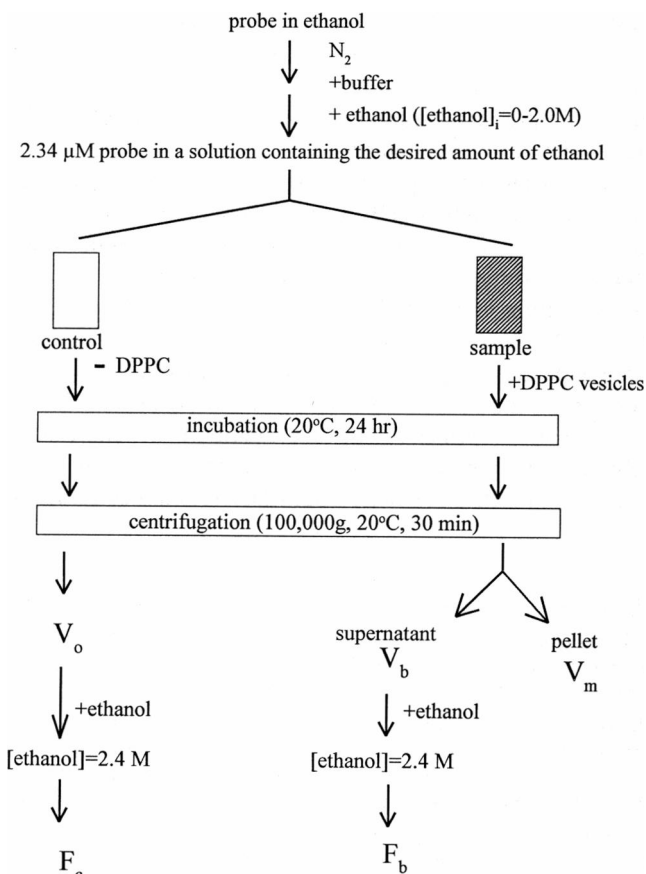 probe in ethanol
N₂
+buffer
+ ethanol ([ethanol]ᵢ=0-2.0M)
2.34 µM probe in a solution containing the desired amount of ethanol
control
sample
- DPPC
+DPPC vesicles
incubation (20°C, 24 hr)
centrifugation (100,000g, 20°C, 30 min)
Vₒ
supernatant
V_b
pellet
Vₘ
+ethanol
+ethanol
[ethanol]=2.4 M
[ethanol]=2.4 M
F_b